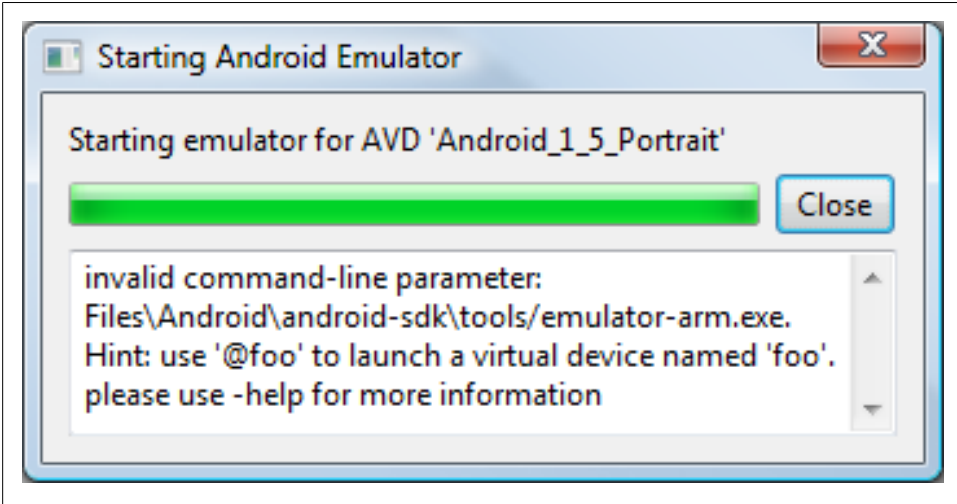 Starting Android Emulator
Starting emulator for AVD 'Android_1_5_Portrait'
Close
invalid command-line parameter:
Files\Android\android-sdk\tools/emulator-arm.exe.
Hint: use '@foo' to launch a virtual device named 'foo'.
please use -help for more information